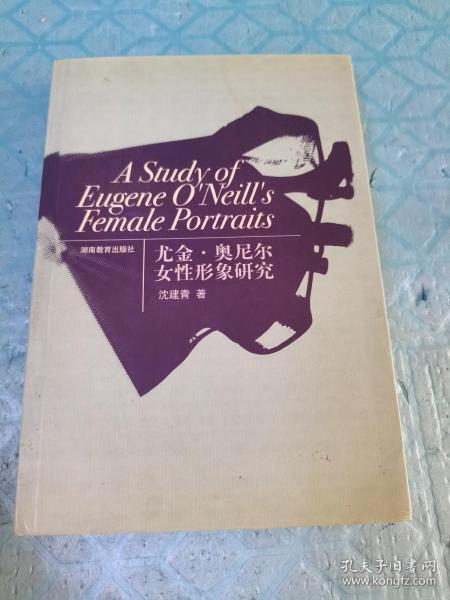 A Study of
Eugene O'Neill's
Female Portraits
湖南教育出版社
尤金·奥尼尔
女性形象研究
沈建青 著
孔夫子旧书网
www.kongfz.com